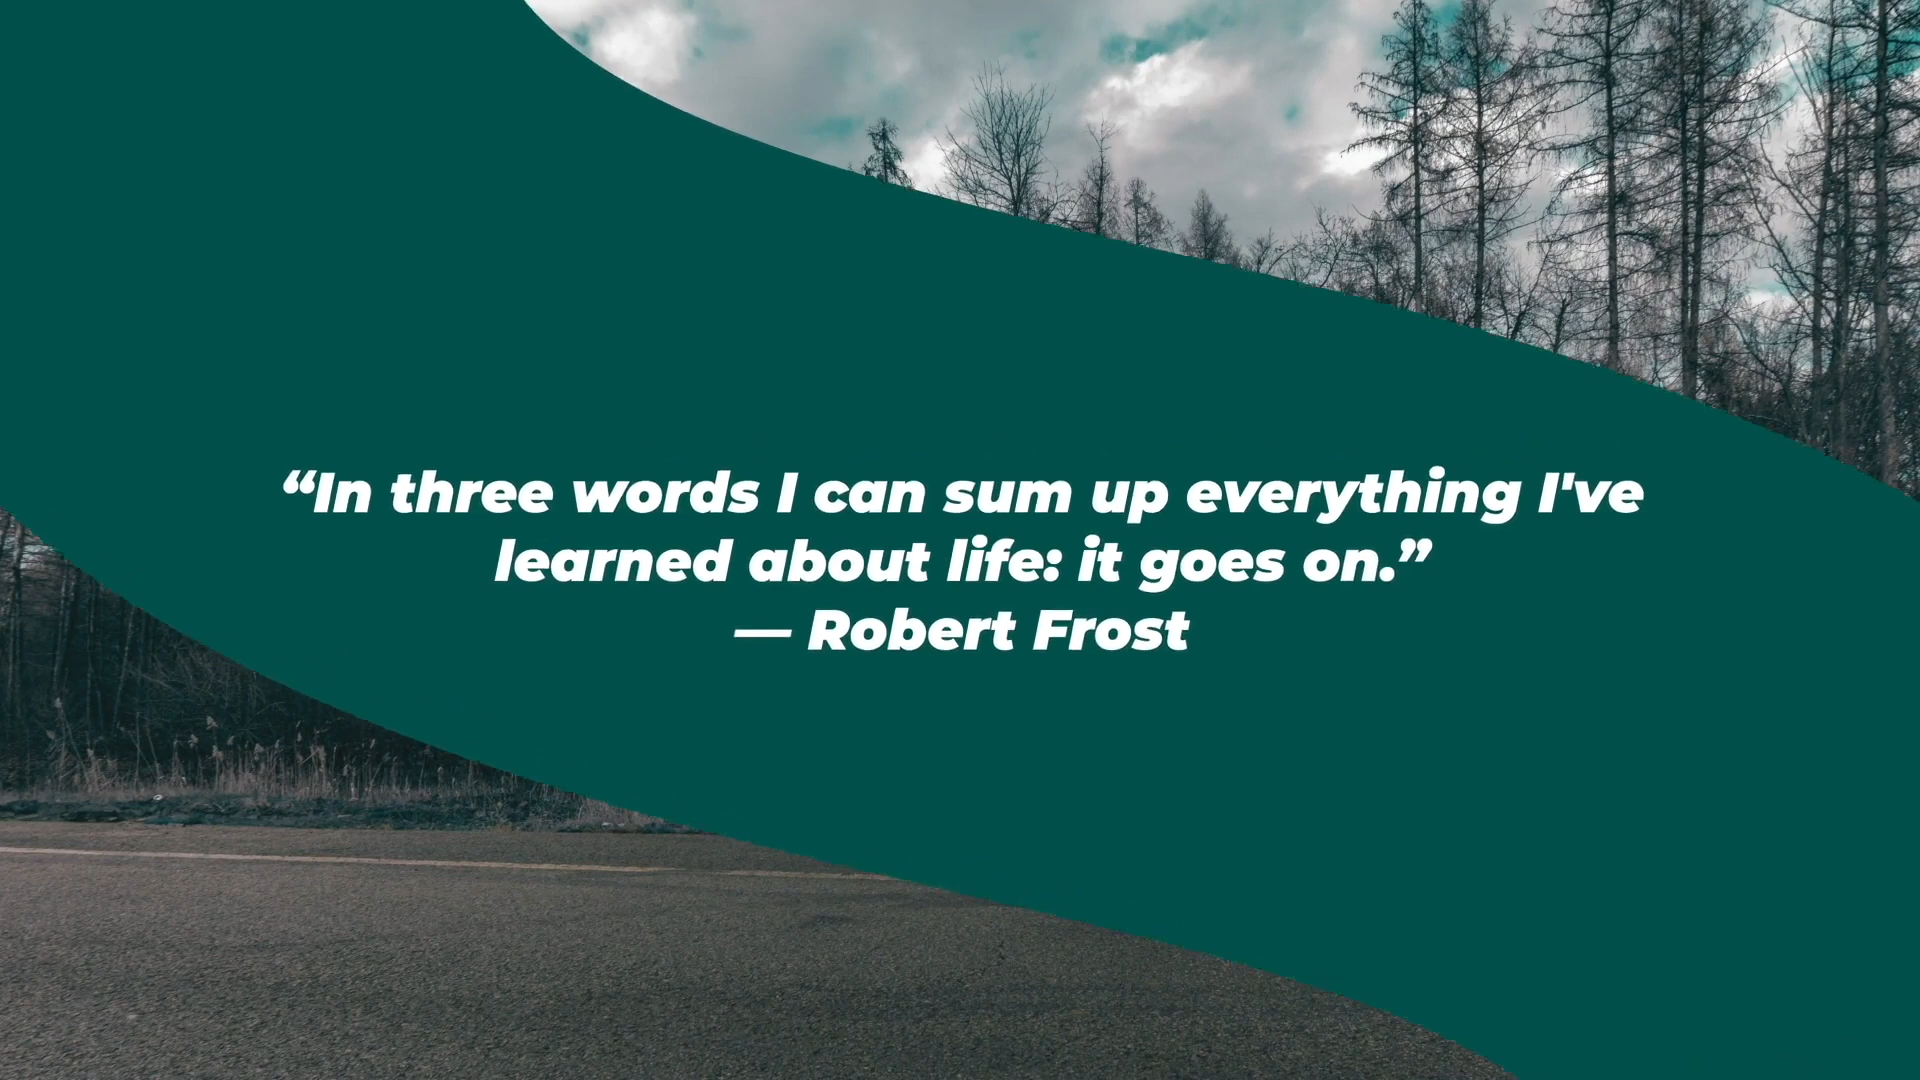 “In three words I can sum up everything I've
learned about life: it goes on.”
— Robert Frost